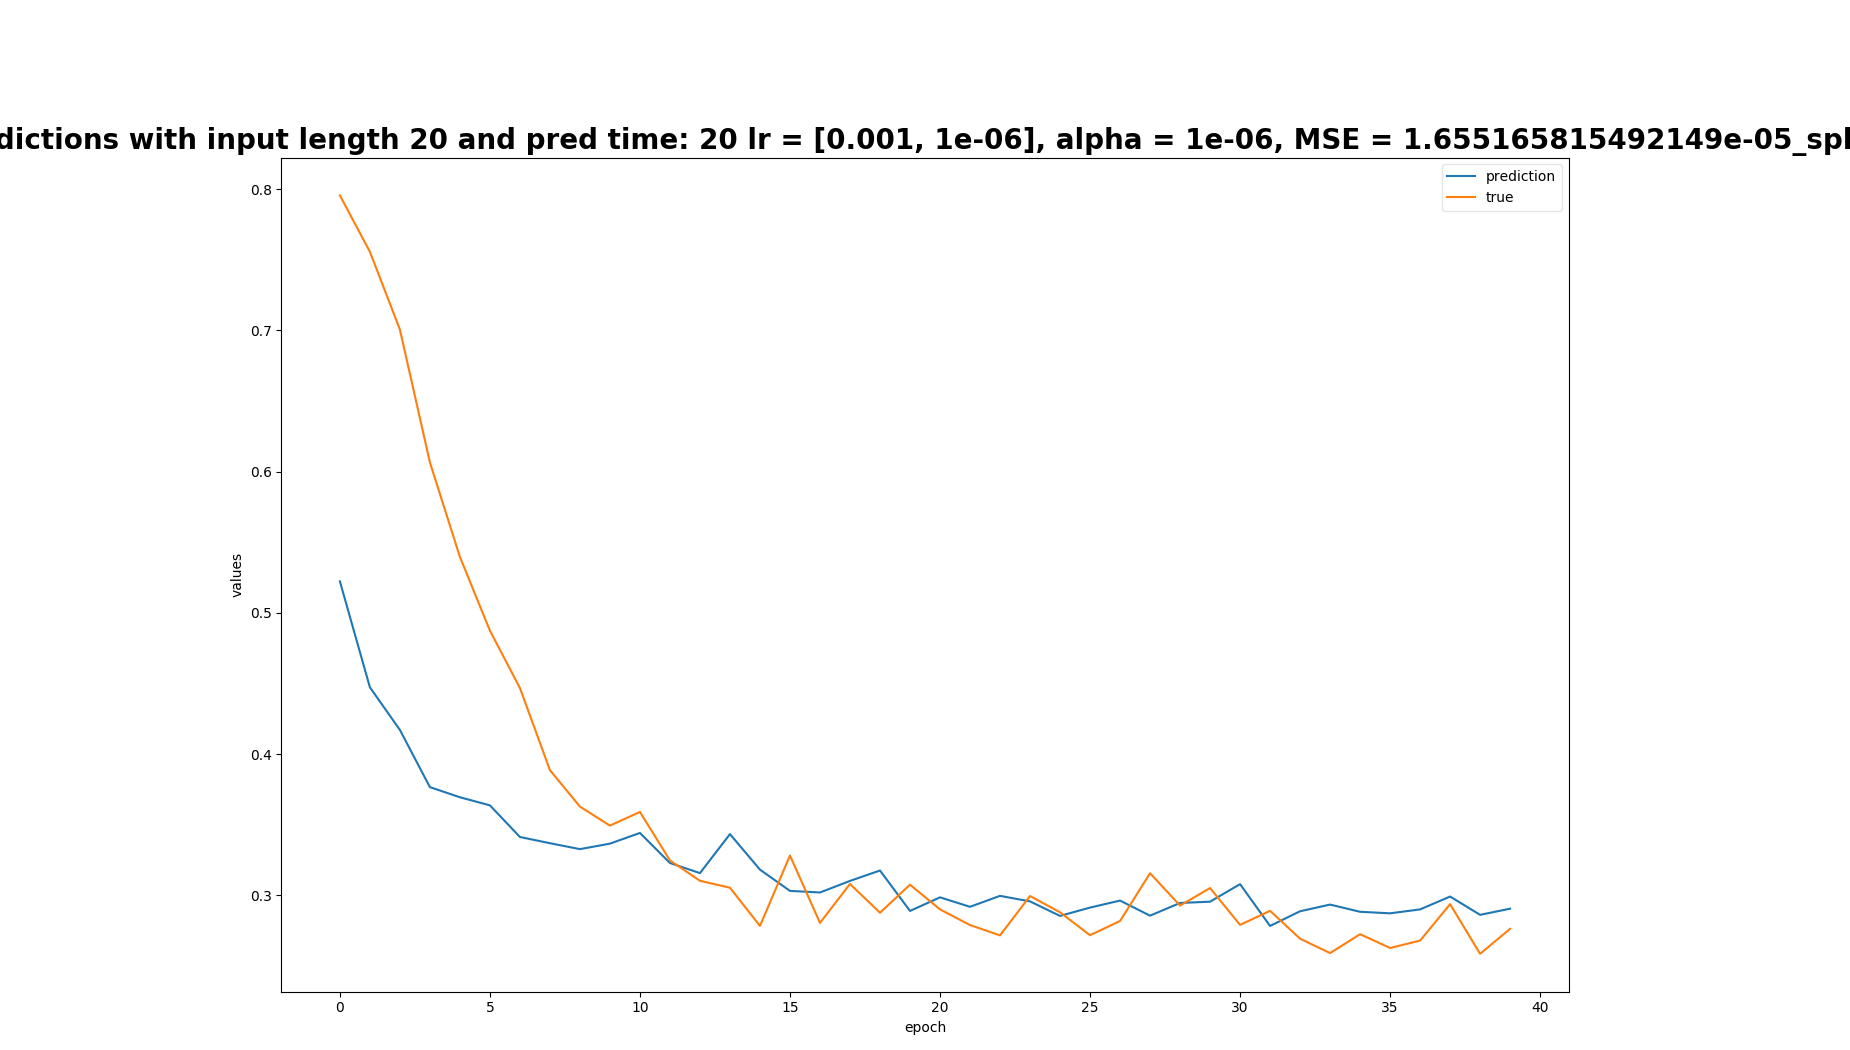 dictions with input length 20 and pred time: 20 lr = [0.001, 1e-06], alpha = 1e-06, MSE = 1.655165815492149e-05_spl
prediction
true
0.8
0.7
0.6
0.5
0.4
0.3
values
0 5 10 15 20 25 30 35 40
epoch